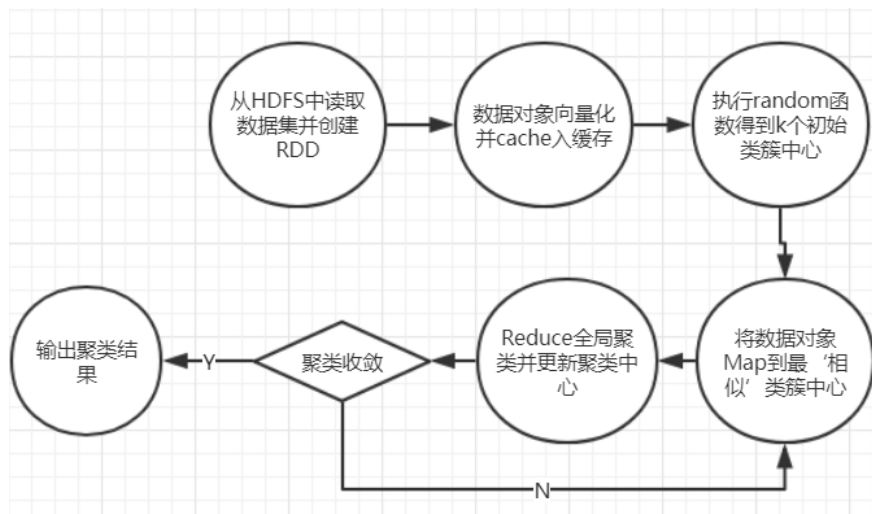 从HDFS中读取
数据集并创建
RDD
数据对象向量化
并cache入缓存
执行random函
数得到k个初始
类簇中心
将数据对象
Map到最‘相
似’类簇中心
Reduce全局聚
类并更新聚类中
心
聚类收敛
Y
输出聚类结
果
N